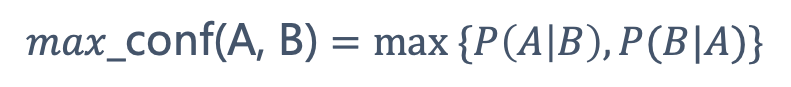 max_conf(A, B) = max {P(A|B), P(B|A)}